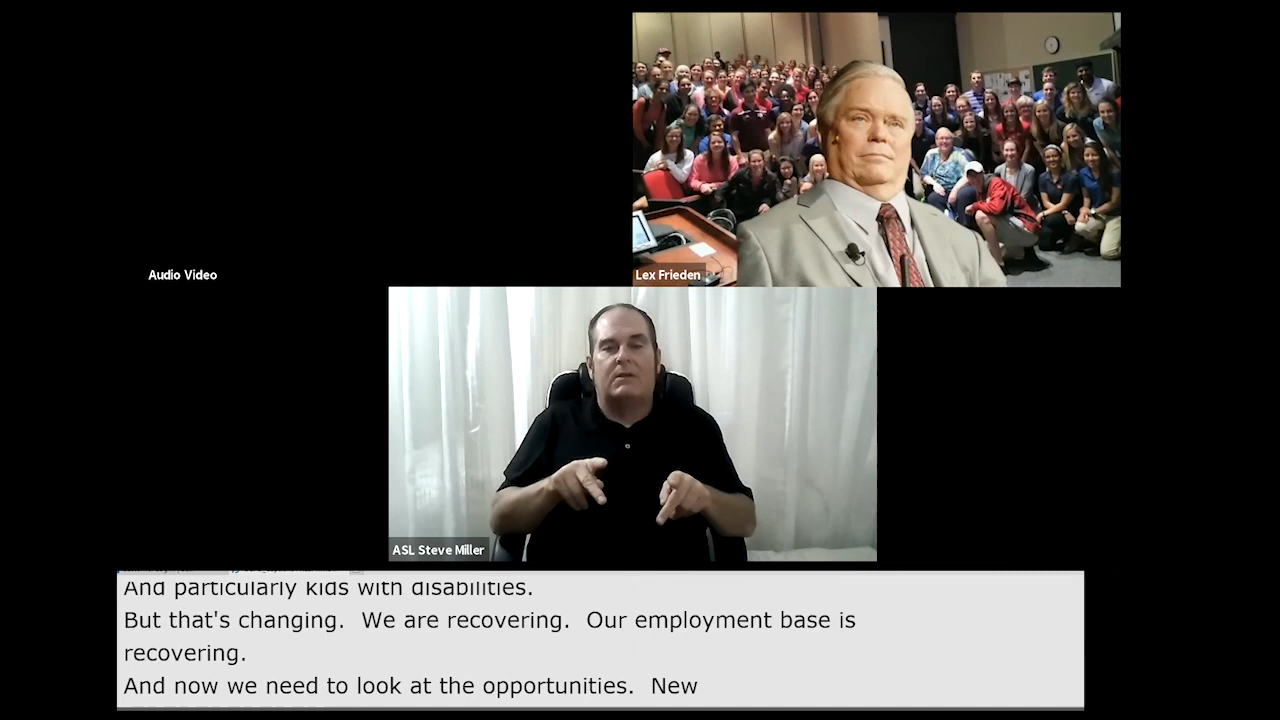 Audio Video
Lex Frieden
ASL Steve Miller
And particularly kids with disabilities.
But that's changing.  We are recovering.  Our employment base is
recovering.
And now we need to look at the opportunities.  New